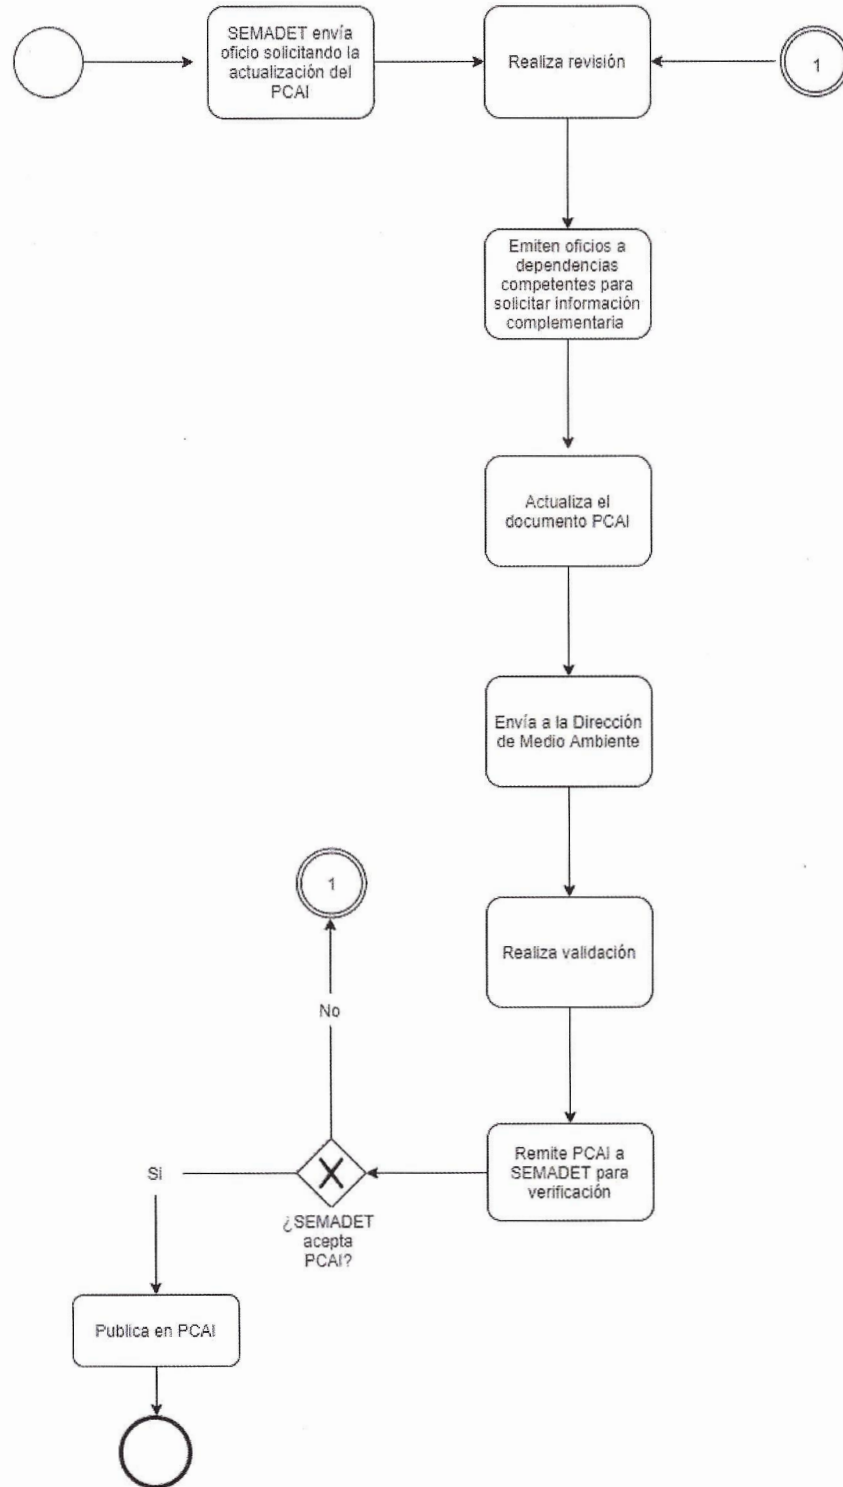 SEMADET envía
oficio solicitando la
actualización del
PCAI
Realiza revisión
1
Emiten oficios a
dependencias
competentes para
solicitar información
complementaria
Actualiza el
documento PCAI
Envía a la Dirección
de Medio Ambiente
Realiza validación
Remite PCAI a
SEMADET para
verificación
1
No
Si
¿SEMADET
acepta
PCAI?
Publica en PCAI